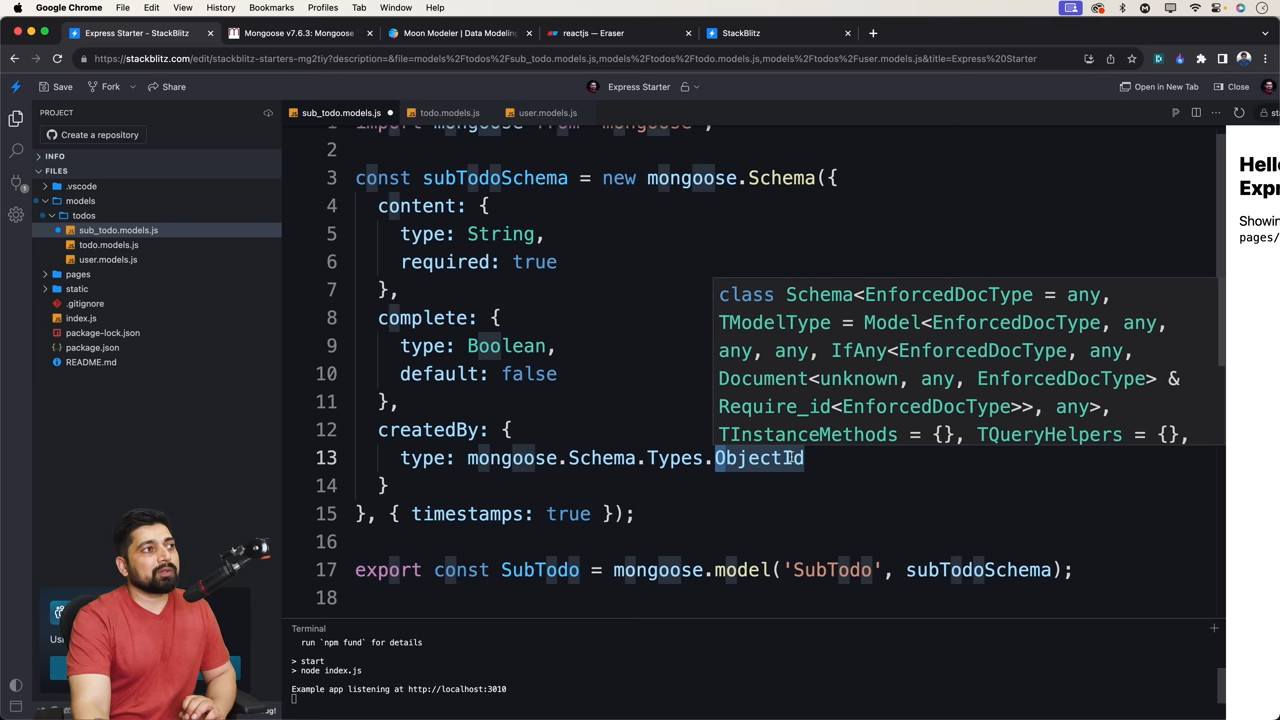 Google Chrome File Edit View History Bookmarks Profiles Tab Window Help
Express Starter - StackBlitz
Mongoose v7.6.3: Mongoose
Moon Modeler | Data Modeling
reactjs — Eraser
StackBlitz
https://stackblitz.com/edit/stackblitz-starters-mg2tiy?description=&file=models%2Ftodos%2Fsub_todo.models.js,models%2Ftodos%2Ftodo.models.js,models%2Ftodos%2Fuser.models.js&title=Express%20Starter
Save Fork Share Express Starter Open in New Tab Close
PROJECT
Create a repository
INFO
FILES
.vscode
models
todos
sub_todo.models.js
todo.models.js
user.models.js
pages
static
.gitignore
index.js
package-lock.json
package.json
README.md
sub_todo.models.js todo.models.js user.models.js
1 import mongoose from "mongoose";
2
3 const subTodoSchema = new mongoose.Schema({
4 content: {
5 type: String,
6 required: true
7 },
8 complete: {
9 type: Boolean,
10 default: false
11 },
12 createdBy: {
13 type: mongoose.Schema.Types.ObjectId
14 }
15 }, { timestamps: true });
16
17 export const SubTodo = mongoose.model('SubTodo', subTodoSchema);
18
class Schema<EnforcedDocType = any,
TModelType = Model<EnforcedDocType, any,
any, any, IfAny<EnforcedDocType, any,
Document<unknown, any, EnforcedDocType> &
Require_id<EnforcedDocType>>, any>,
TInstanceMethods = {}, TQueryHelpers = {},
Terminal
run `npm fund` for details
> start
> node index.js
Example app listening at http://localhost:3010
Hello
Expr
Showin
pages/